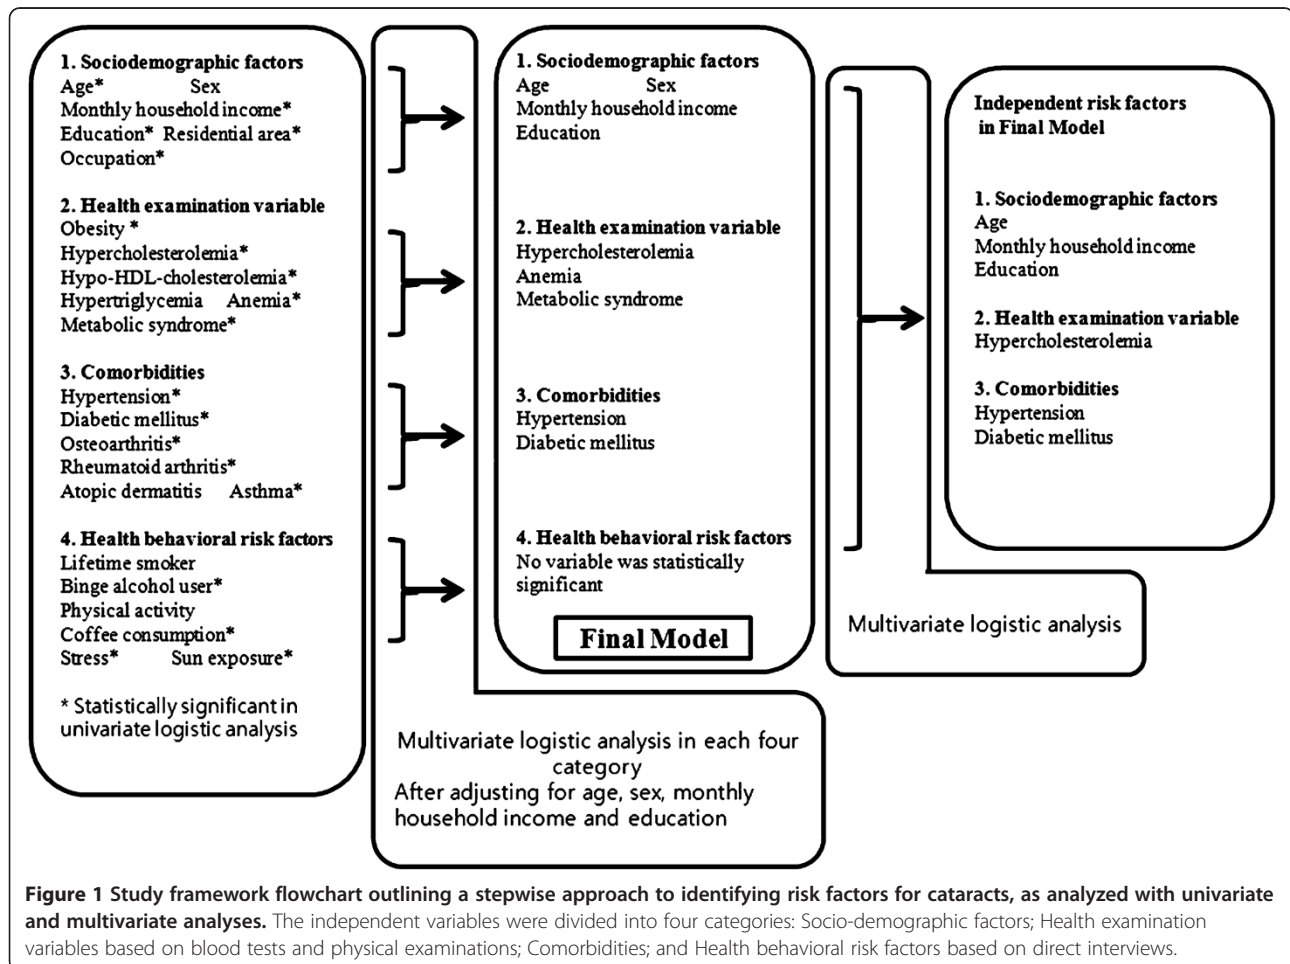 1. Sociodemographic factors
Age* Sex
Monthly household income*
Education* Residential area*
Occupation*
2. Health examination variable
Obesity *
Hypercholesterolemia*
Hypo-HDL-cholesterolemia*
Hypertriglycemia Anemia*
Metabolic syndrome*
3. Comorbidities
Hypertension*
Diabetic mellitus*
Osteoarthritis*
Rheumatoid arthritis*
Atopic dermatitis Asthma*
4. Health behavioral risk factors
Lifetime smoker
Binge alcohol user*
Physical activity
Coffee consumption*
Stress* Sun exposure*
* Statistically significant in
univariate logistic analysis
Multivariate logistic analysis in each four
category
After adjusting for age, sex, monthly
household income and education
1. Sociodemographic factors
Age Sex
Monthly household income
Education
2. Health examination variable
Hypercholesterolemia
Anemia
Metabolic syndrome
3. Comorbidities
Hypertension
Diabetic mellitus
4. Health behavioral risk factors
No variable was statistically
significant
Final Model
Multivariate logistic analysis
Independent risk factors
in Final Model
1. Sociodemographic factors
Age
Monthly household income
Education
2. Health examination variable
Hypercholesterolemia
3. Comorbidities
Hypertension
Diabetic mellitus
Figure 1 Study framework flowchart outlining a stepwise approach to identifying risk factors for cataracts, as analyzed with univariate
and multivariate analyses. The independent variables were divided into four categories: Socio-demographic factors; Health examination
variables based on blood tests and physical examinations; Comorbidities; and Health behavioral risk factors based on direct interviews.